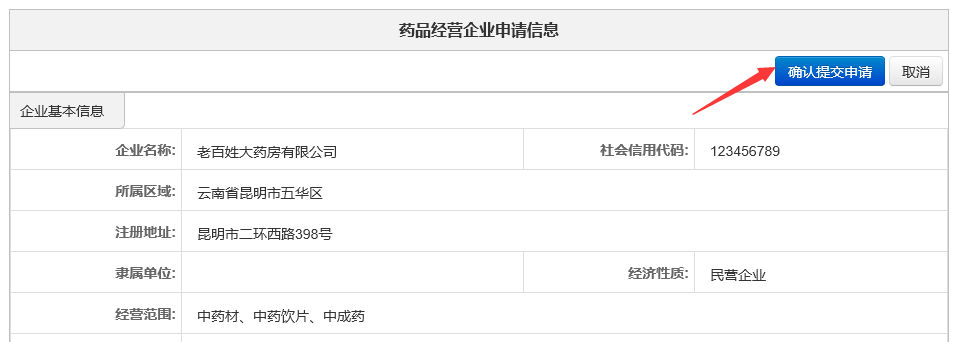 药品经营企业申请信息
确认提交申请 取消
企业基本信息
企业名称: 老百姓大药房有限公司 社会信用代码: 123456789
所属区域: 云南省昆明市五华区
注册地址: 昆明市二环西路398号
隶属单位: 经济性质: 民营企业
经营范围: 中药材、中药饮片、中成药